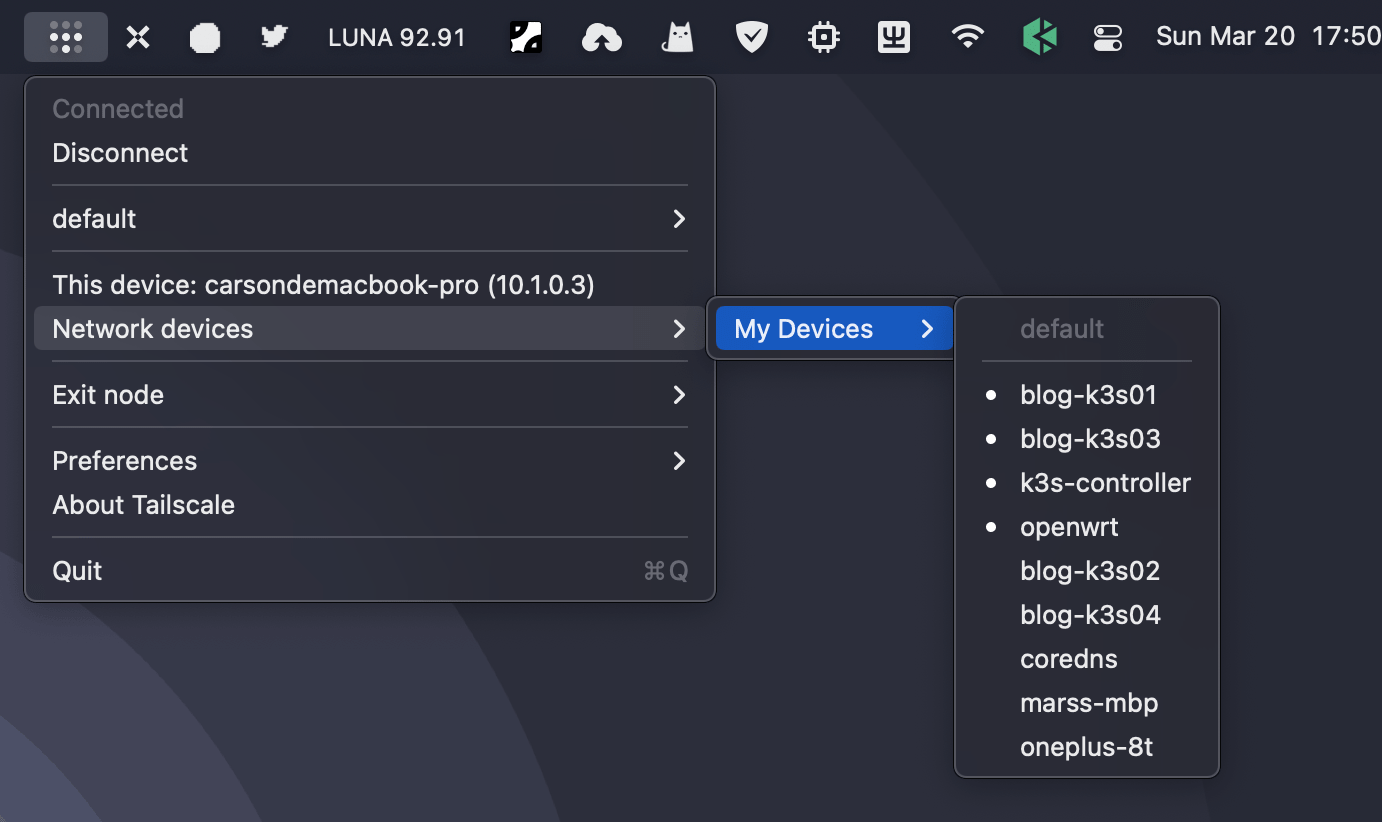 LUNA 92.91
Sun Mar 20 17:50
Connected
Disconnect
default
This device: carsondemacbook-pro (10.1.0.3)
Network devices
My Devices
default
Exit node
blog-k3s01
blog-k3s03
Preferences
k3s-controller
About Tailscale
openwrt
Quit ⌘Q
blog-k3s02
blog-k3s04
coredns
marss-mbp
oneplus-8t